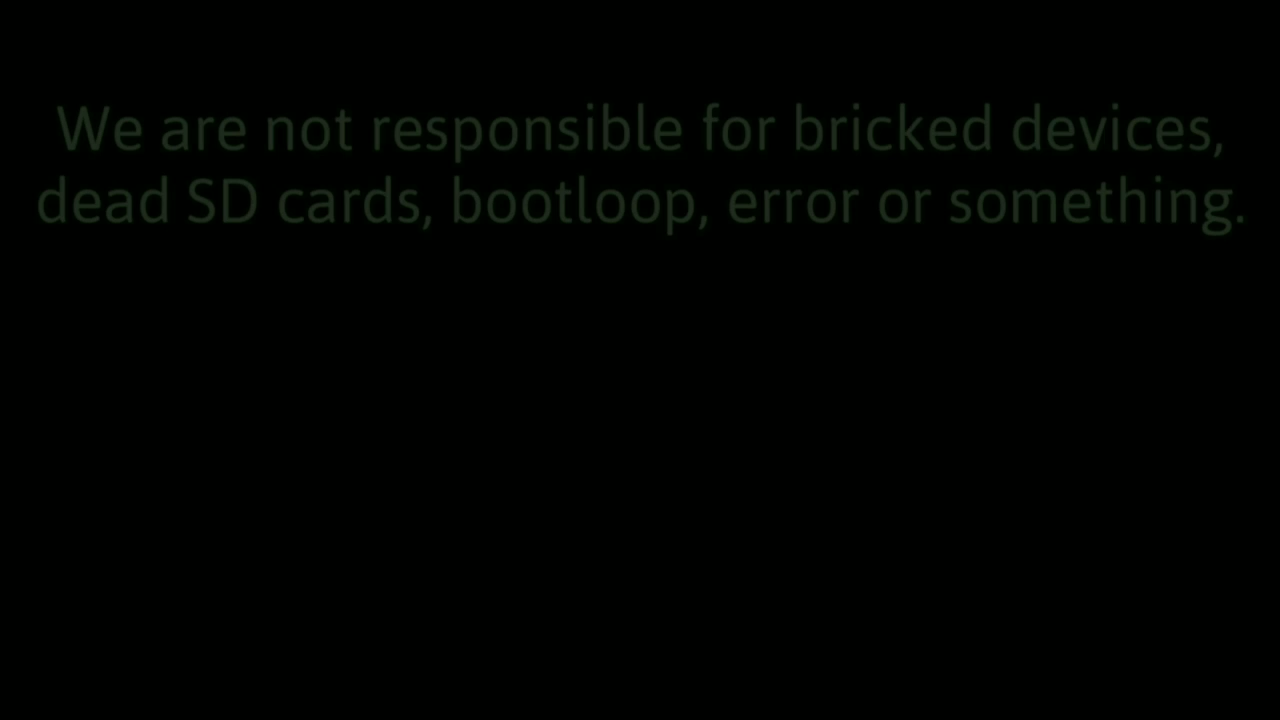 We are not responsible for bricked devices,
dead SD cards, bootloop, error or something.